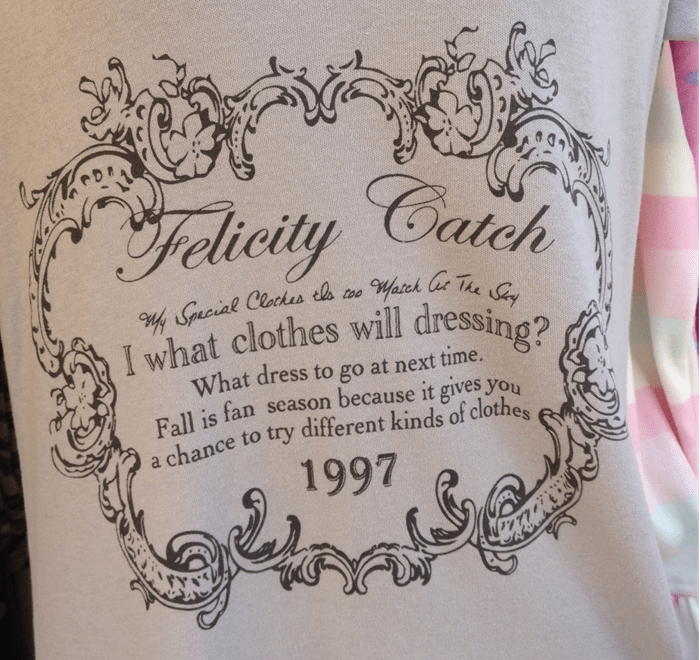 Felicity Catch
My Special Clothes Is too Match As The Sky
I what clothes will dressing?
What dress to go at next time.
Fall is fan season because it gives you
a chance to try different kinds of clothes
1997